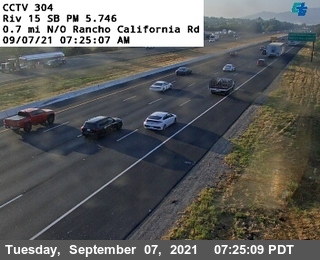 CCTV 304
Riv 15 SB PM 5.746
0.7 mi N/O Rancho California Rd
09/07/21 07:25:07 AM
Tuesday, September 07, 2021 07:25:09 PDT